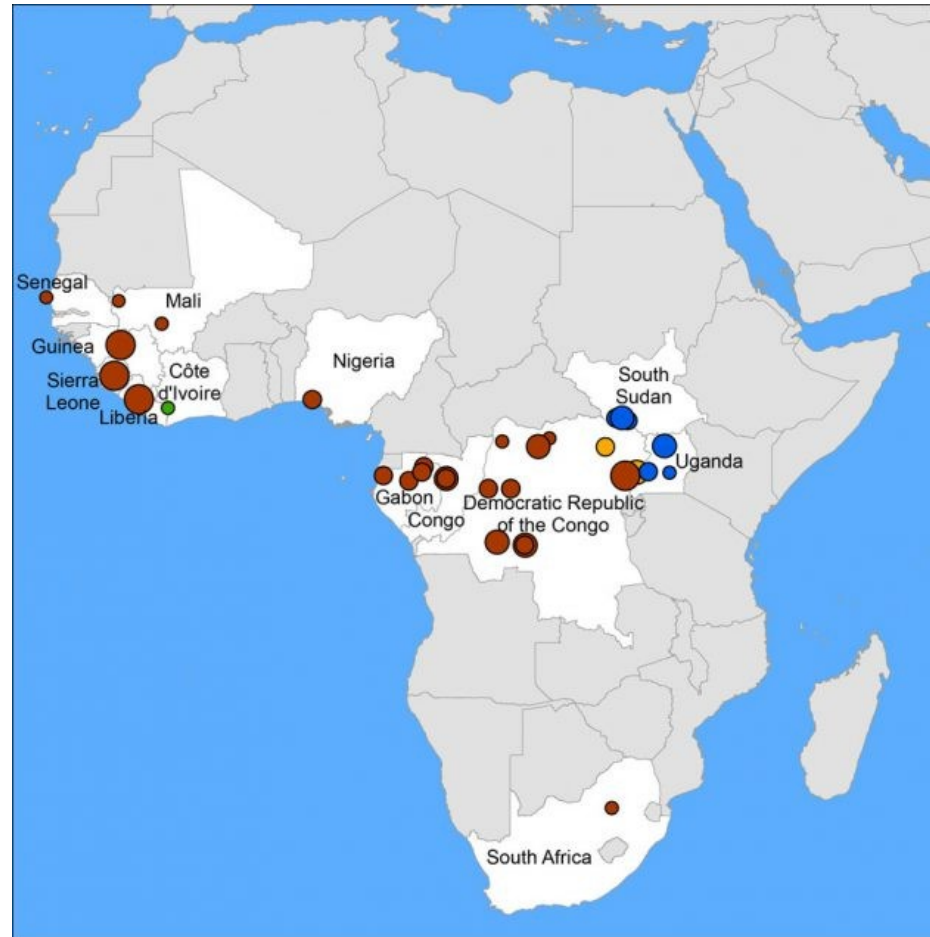 Senegal
Mali
Guinea
Nigeria
Côte
d'Ivoire
Sierra
Leone
Liberia
South
Sudan
Uganda
Gabon
Democratic Republic
of the Congo
Congo
South Africa